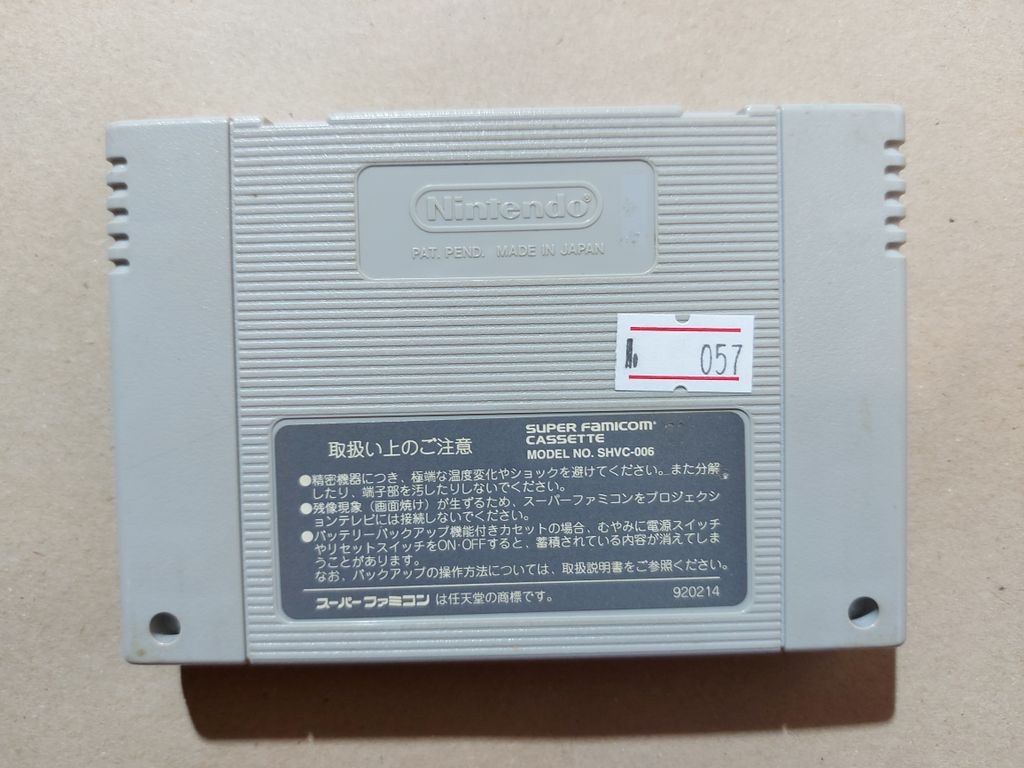 Nintendo®
PAT. PEND. MADE IN JAPAN
057
取扱い上のご注意
SUPER FAMICOM
CASSETTE
MODEL NO. SHVC-006
●精密機器につき、極端な温度変化やショックを避けてください。また分解
したり、端子部を汚したりしないでください。
●残像現象（画面焼け）が生ずるため、スーパーファミコンをプロジェクシ
ョンテレビには接続しないでください。
●バッテリーバックアップ機能付きカセットの場合、むやみに電源スイッチ
やリセットスイッチをON·OFFすると、蓄積されている内容が消えてしま
うことがあります。
なお、バックアップの操作方法については、取扱説明書をご参照ください。
スーパーファミコン は任天堂の商標です。
920214